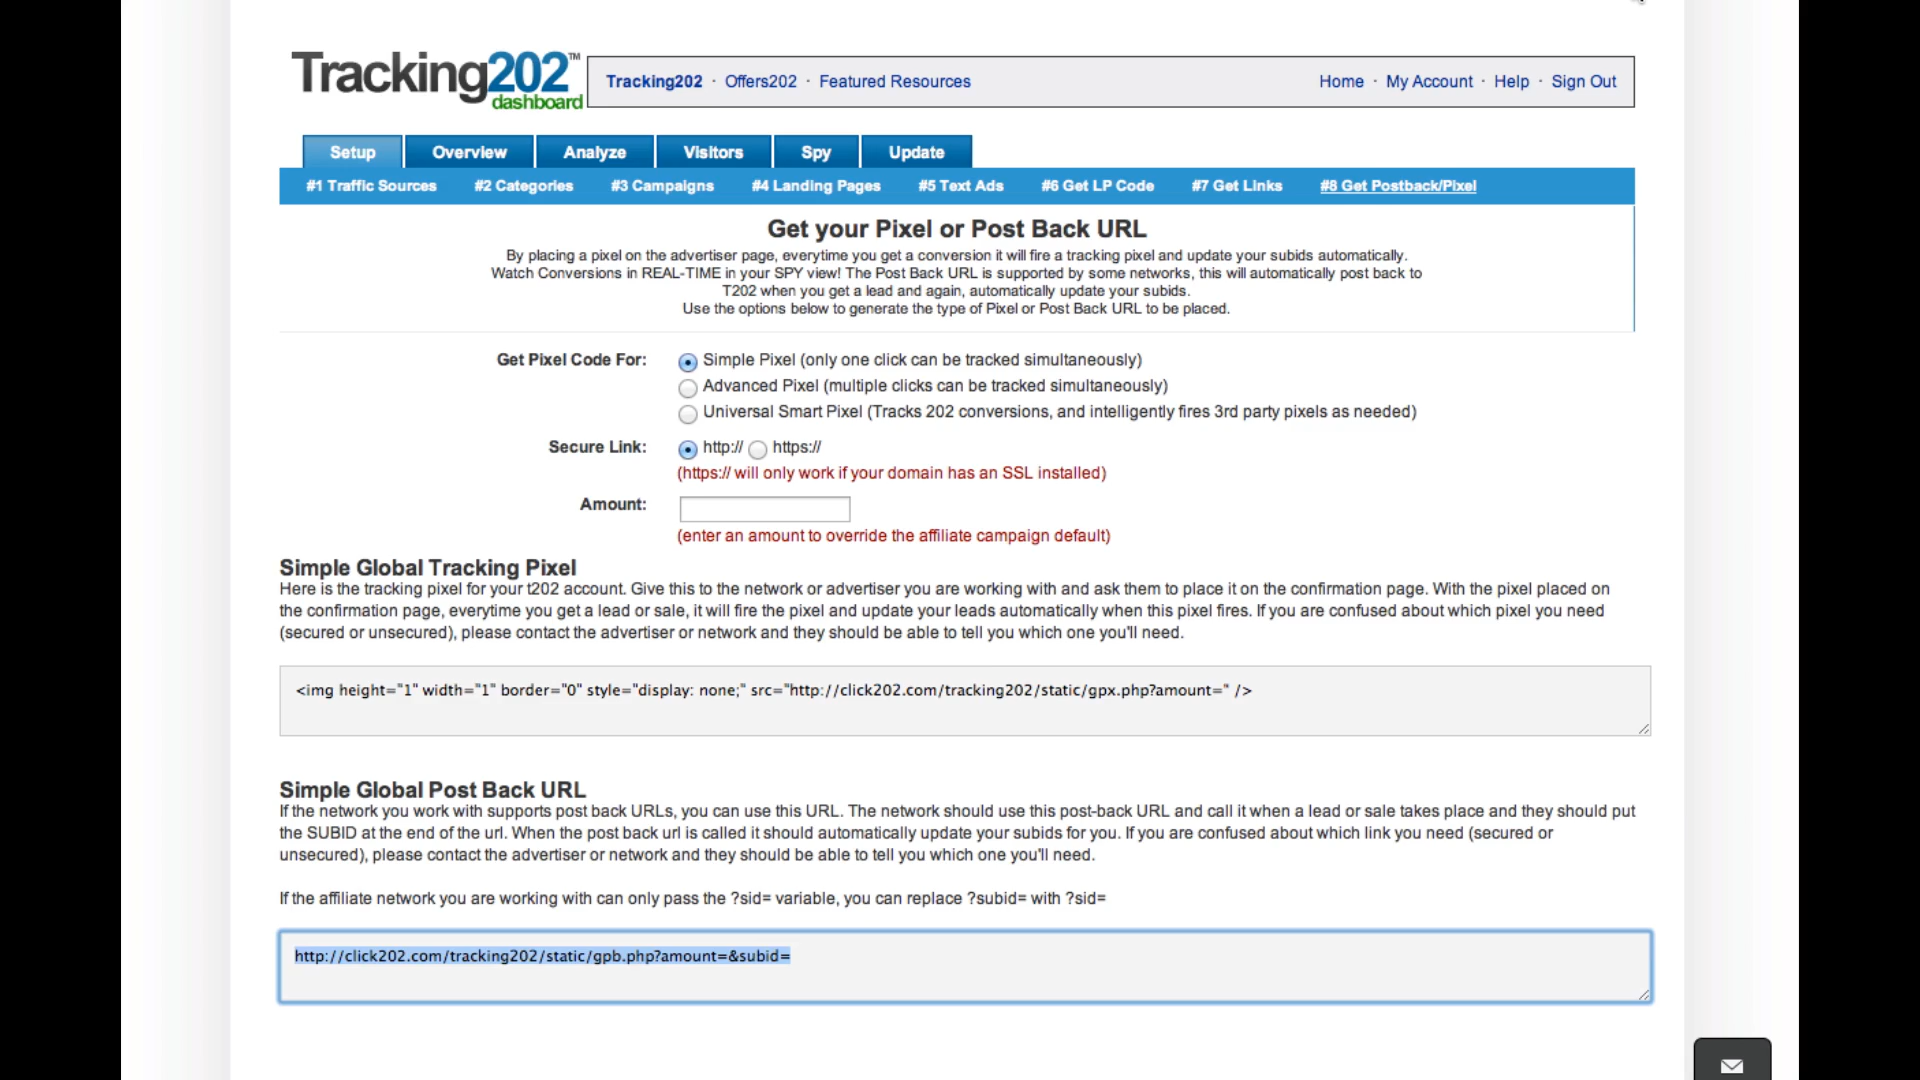 Tracking202™
dashboard
Tracking202 · Offers202 · Featured Resources
Home · My Account · Help · Sign Out
Setup Overview Analyze Visitors Spy Update
#1 Traffic Sources #2 Categories #3 Campaigns #4 Landing Pages #5 Text Ads #6 Get LP Code #7 Get Links #8 Get Postback/Pixel
Get your Pixel or Post Back URL
By placing a pixel on the advertiser page, everytime you get a conversion it will fire a tracking pixel and update your subids automatically.
Watch Conversions in REAL-TIME in your SPY view! The Post Back URL is supported by some networks, this will automatically post back to
T202 when you get a lead and again, automatically update your subids.
Use the options below to generate the type of Pixel or Post Back URL to be placed.
Get Pixel Code For: Simple Pixel (only one click can be tracked simultaneously)
Advanced Pixel (multiple clicks can be tracked simultaneously)
Universal Smart Pixel (Tracks 202 conversions, and intelligently fires 3rd party pixels as needed)
Secure Link: http:// https://
(https:// will only work if your domain has an SSL installed)
Amount:
(enter an amount to override the affiliate campaign default)
Simple Global Tracking Pixel
Here is the tracking pixel for your t202 account. Give this to the network or advertiser you are working with and ask them to place it on the confirmation page. With the pixel placed on
the confirmation page, everytime you get a lead or sale, it will fire the pixel and update your leads automatically when this pixel fires. If you are confused about which pixel you need
(secured or unsecured), please contact the advertiser or network and they should be able to tell you which one you'll need.
<img height="1" width="1" border="0" style="display: none;" src="http://click202.com/tracking202/static/gpx.php?amount=" />
Simple Global Post Back URL
If the network you work with supports post back URLs, you can use this URL. The network should use this post-back URL and call it when a lead or sale takes place and they should put
the SUBID at the end of the url. When the post back url is called it should automatically update your subids for you. If you are confused about which link you need (secured or
unsecured), please contact the advertiser or network and they should be able to tell you which one you'll need.
If the affiliate network you are working with can only pass the ?sid= variable, you can replace ?subid= with ?sid=
http://click202.com/tracking202/static/gpb.php?amount=&subid=